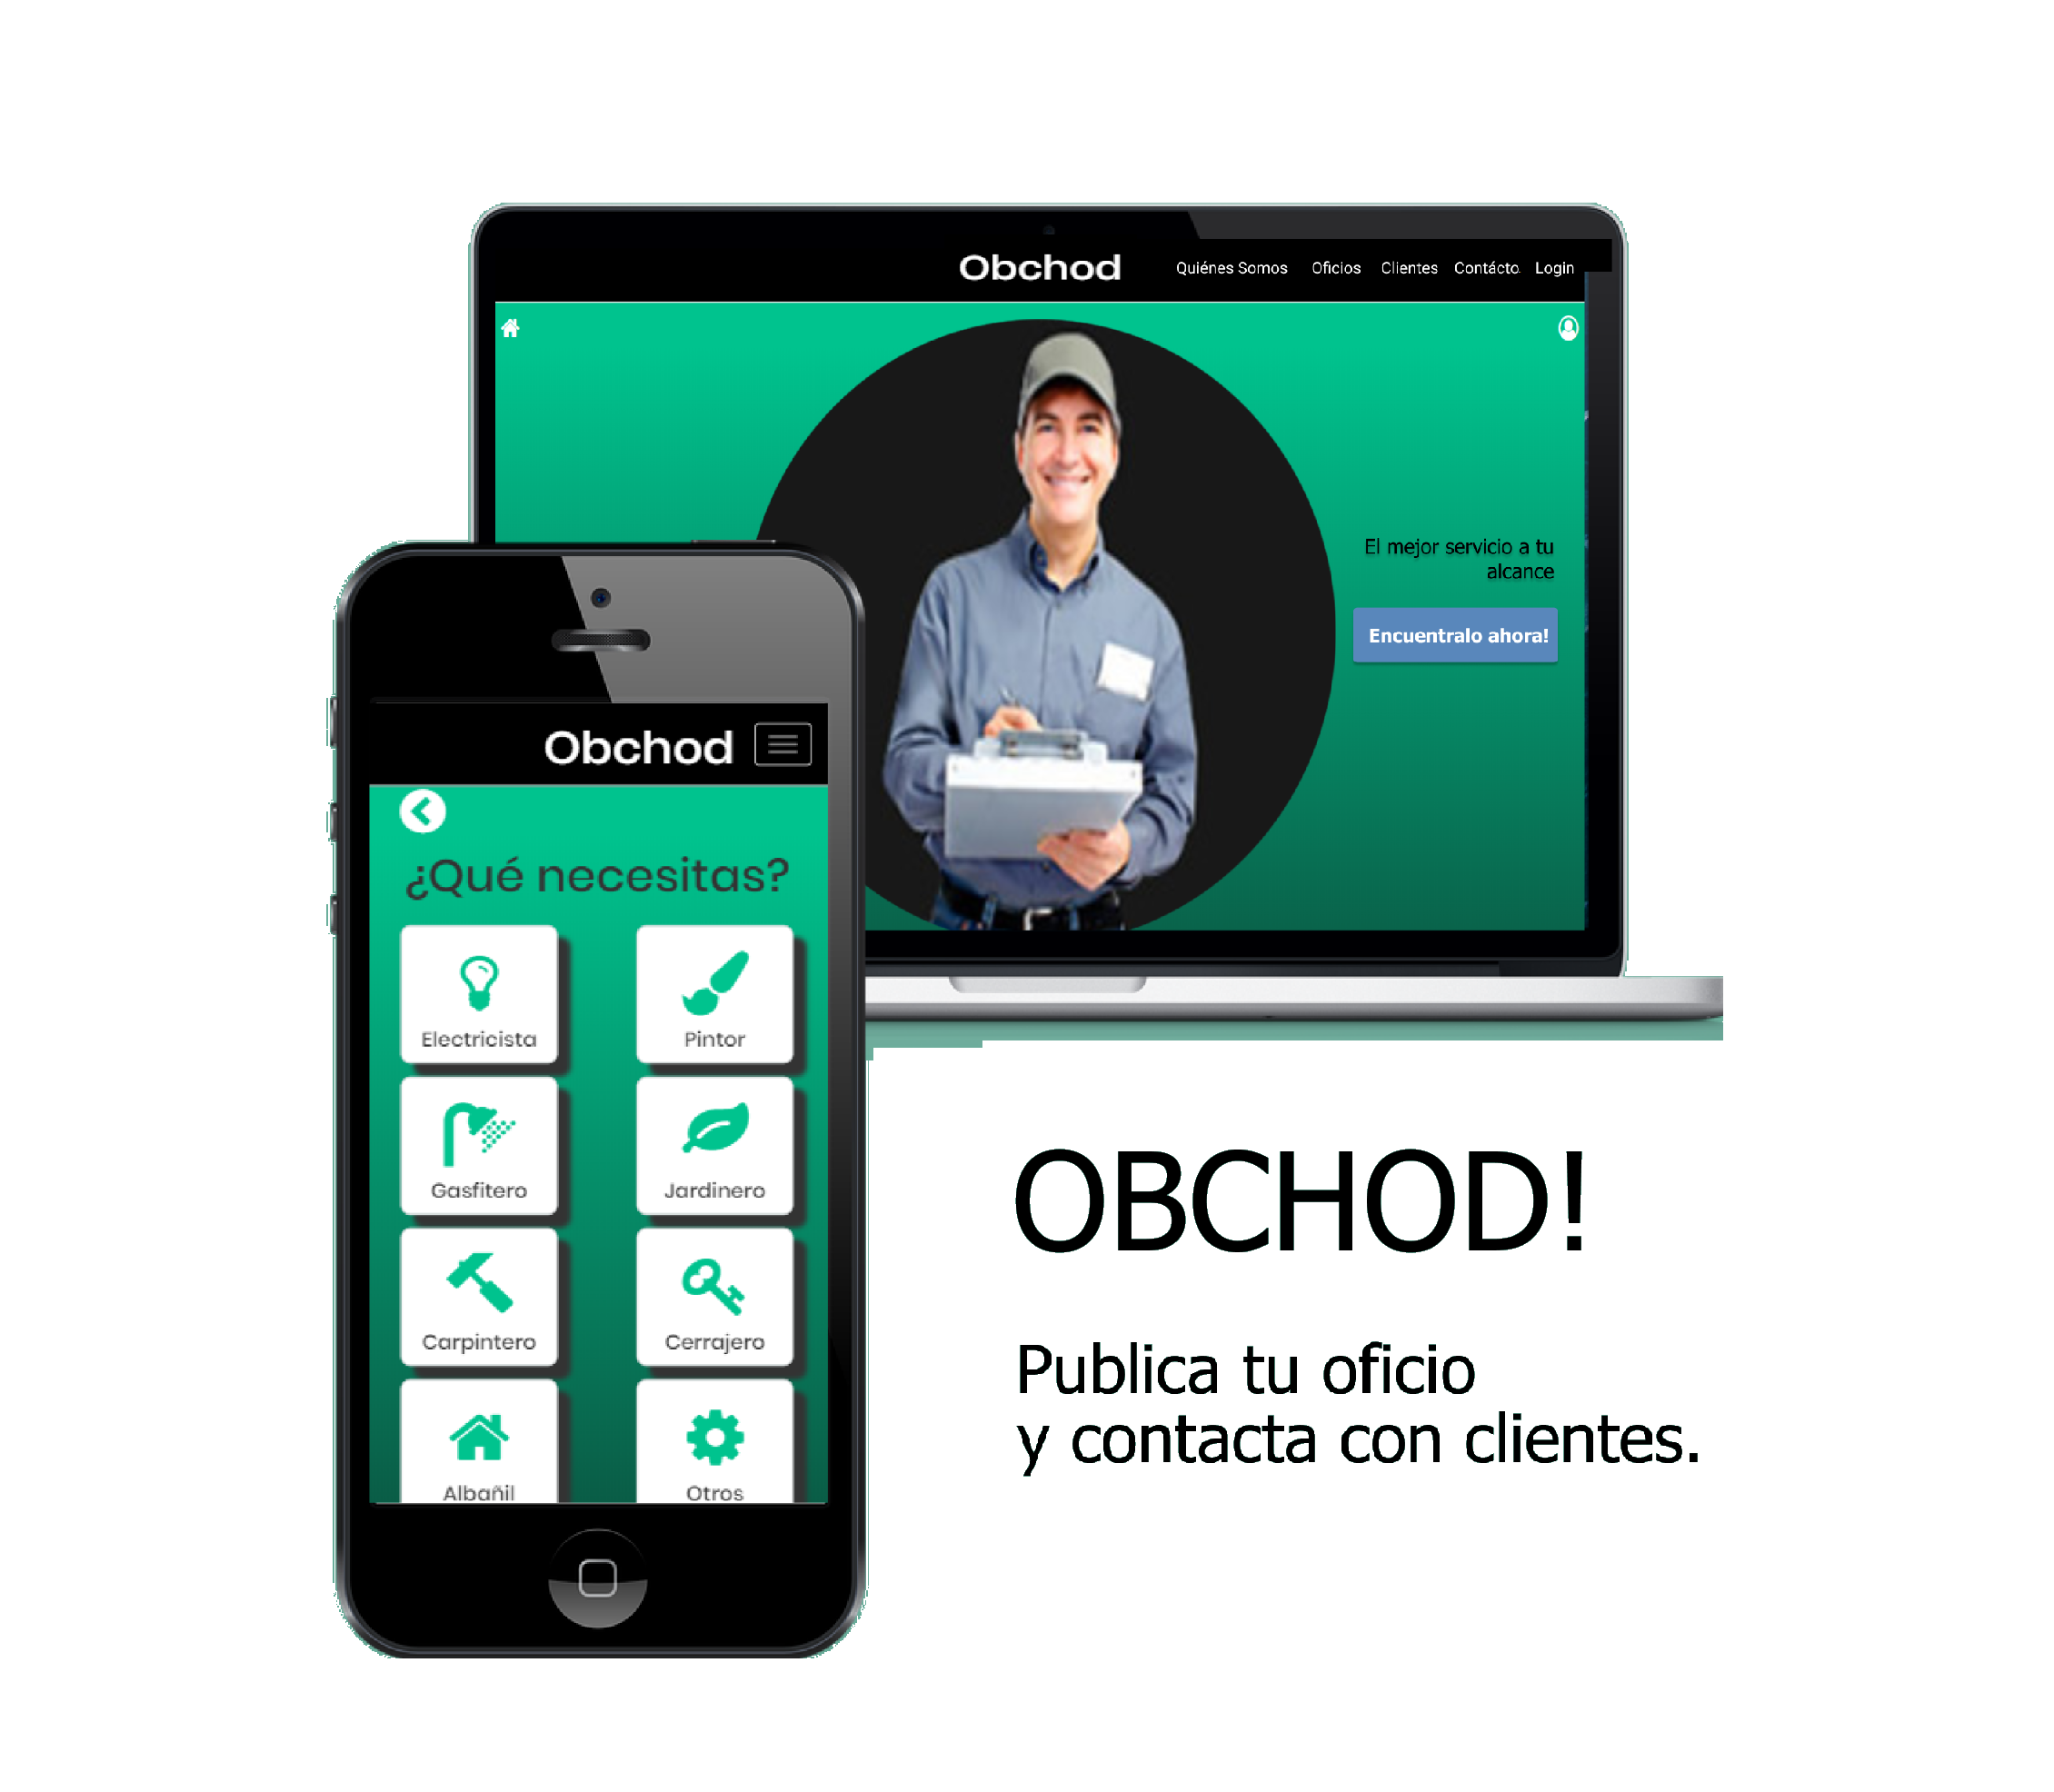 Obchod
Quiénes Somos Oficios Clientes Contácto Login
El mejor servicio a tu
alcance
Encuentralo ahora!
Obchod
¿Qué necesitas?
Electricista Pintor
Gasfitero Jardinero
Carpintero Cerrajero
Albañil Otros
OBCHOD!
Publica tu oficio
y contacta con clientes.